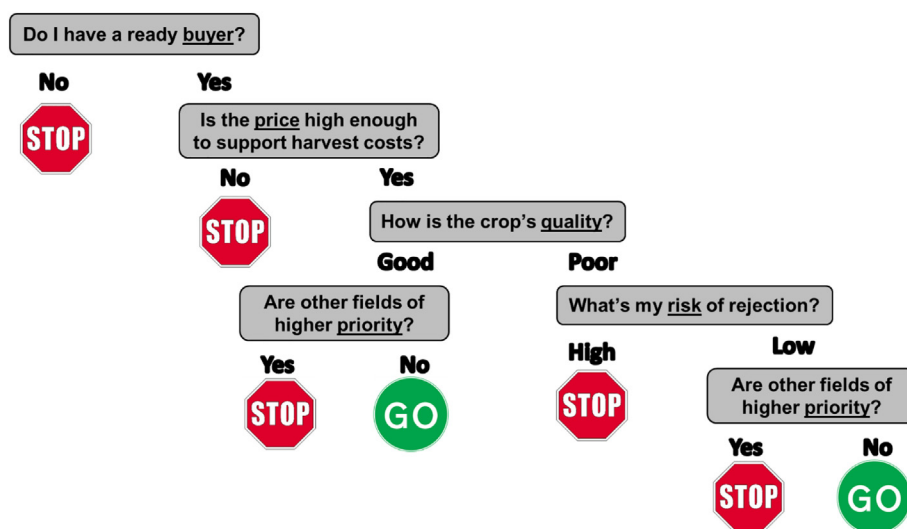 Do I have a ready buyer?
No
Yes
STOP
Is the price high enough
to support harvest costs?
No
Yes
STOP
How is the crop's quality?
Good
Poor
Are other fields of
higher priority?
What's my risk of rejection?
Yes
No
High
Low
STOP
GO
STOP
Are other fields of
higher priority?
Yes
No
STOP
GO